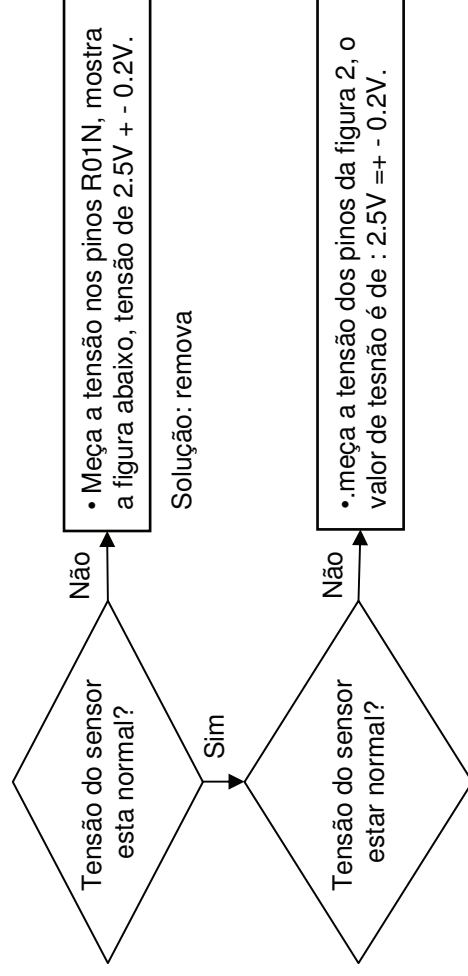 Tensão do sensor
esta normal?
Não
• Meça a tensão nos pinos R01N, mostra
a figura abaixo, tensão de 2.5V + - 0.2V.
Solução: remova
Sim
Tensão do sensor
estar normal?
Não
•.meça a tensão dos pinos da figura 2, o
valor de tesnão é de : 2.5V =+ - 0.2V.